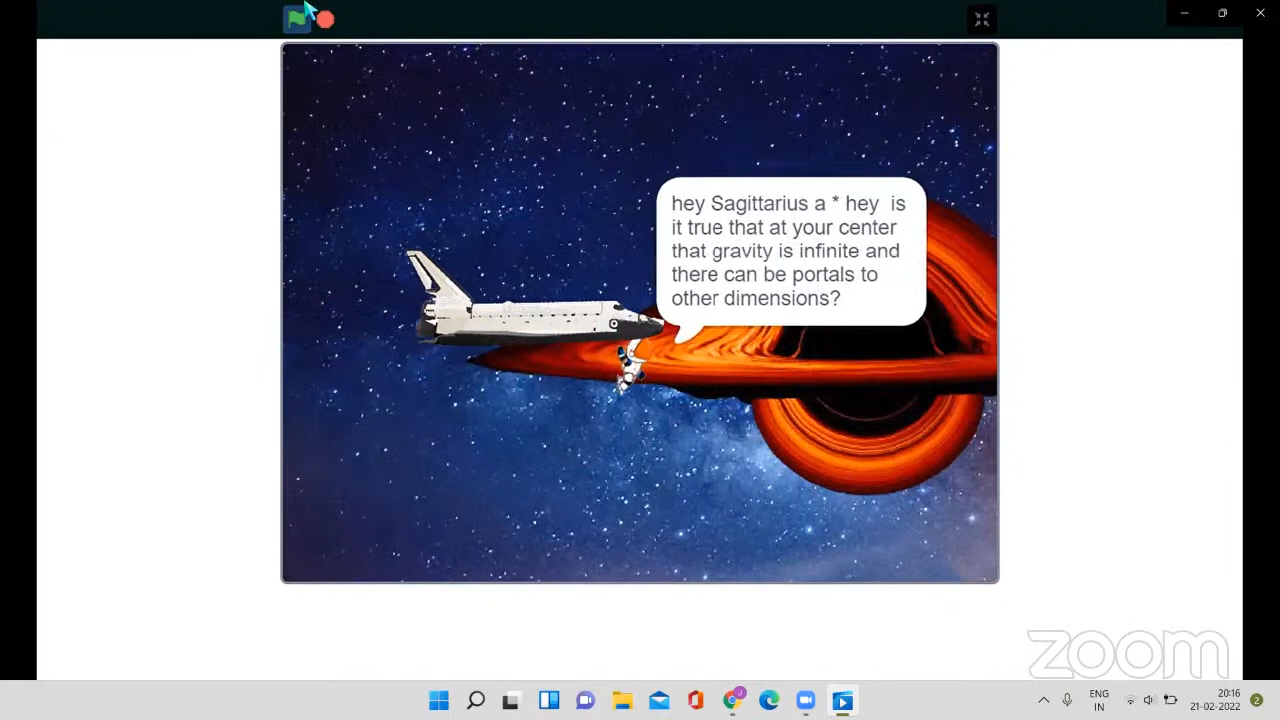 hey Sagittarius a * hey  is
it true that at your center
that gravity is infinite and
there can be portals to
other dimensions?
zoom
ENG
IN
20:16
21-02-2022
2